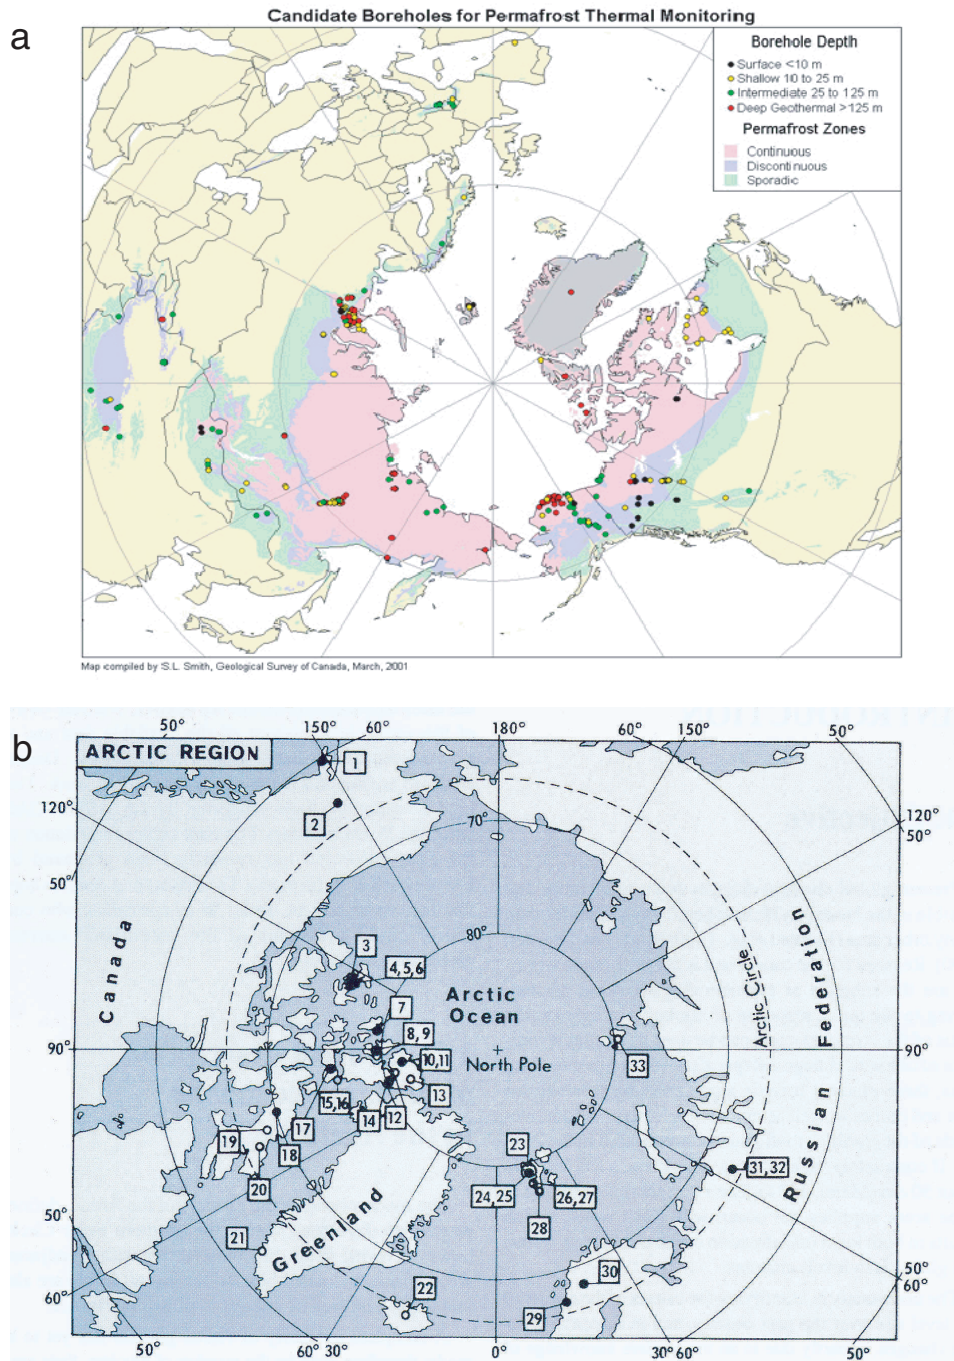 a
Candidate Boreholes for Permafrost Thermal Monitoring
Borehole Depth
Surface <10 m
Shallow 10 to 25 m
Intermediate 25 to 125 m
Deep Geothermal >125 m
Permafrost Zones
Continuous
Discontinuous
Sporadic
Map compiled by S.L. Smith, Geological Survey of Canada, March, 2001
b
50° 150° 60° 180° 60° 150° 50°
ARCTIC REGION
1
120° 120°
2
70°
50° 50°
80°
3
4,5,6
Canada
Arctic
Ocean
7
8,9
Arctic Circle
Russian Federation
90° 90°
North Pole
10,11
33
13
15,16
14
12
17
19
18
23
31,32
20
24,25
26,27
50°
28
21
Greenland
30
50°
60°
22
60°
29
50° 60° 30° 0° 30° 60° 50°